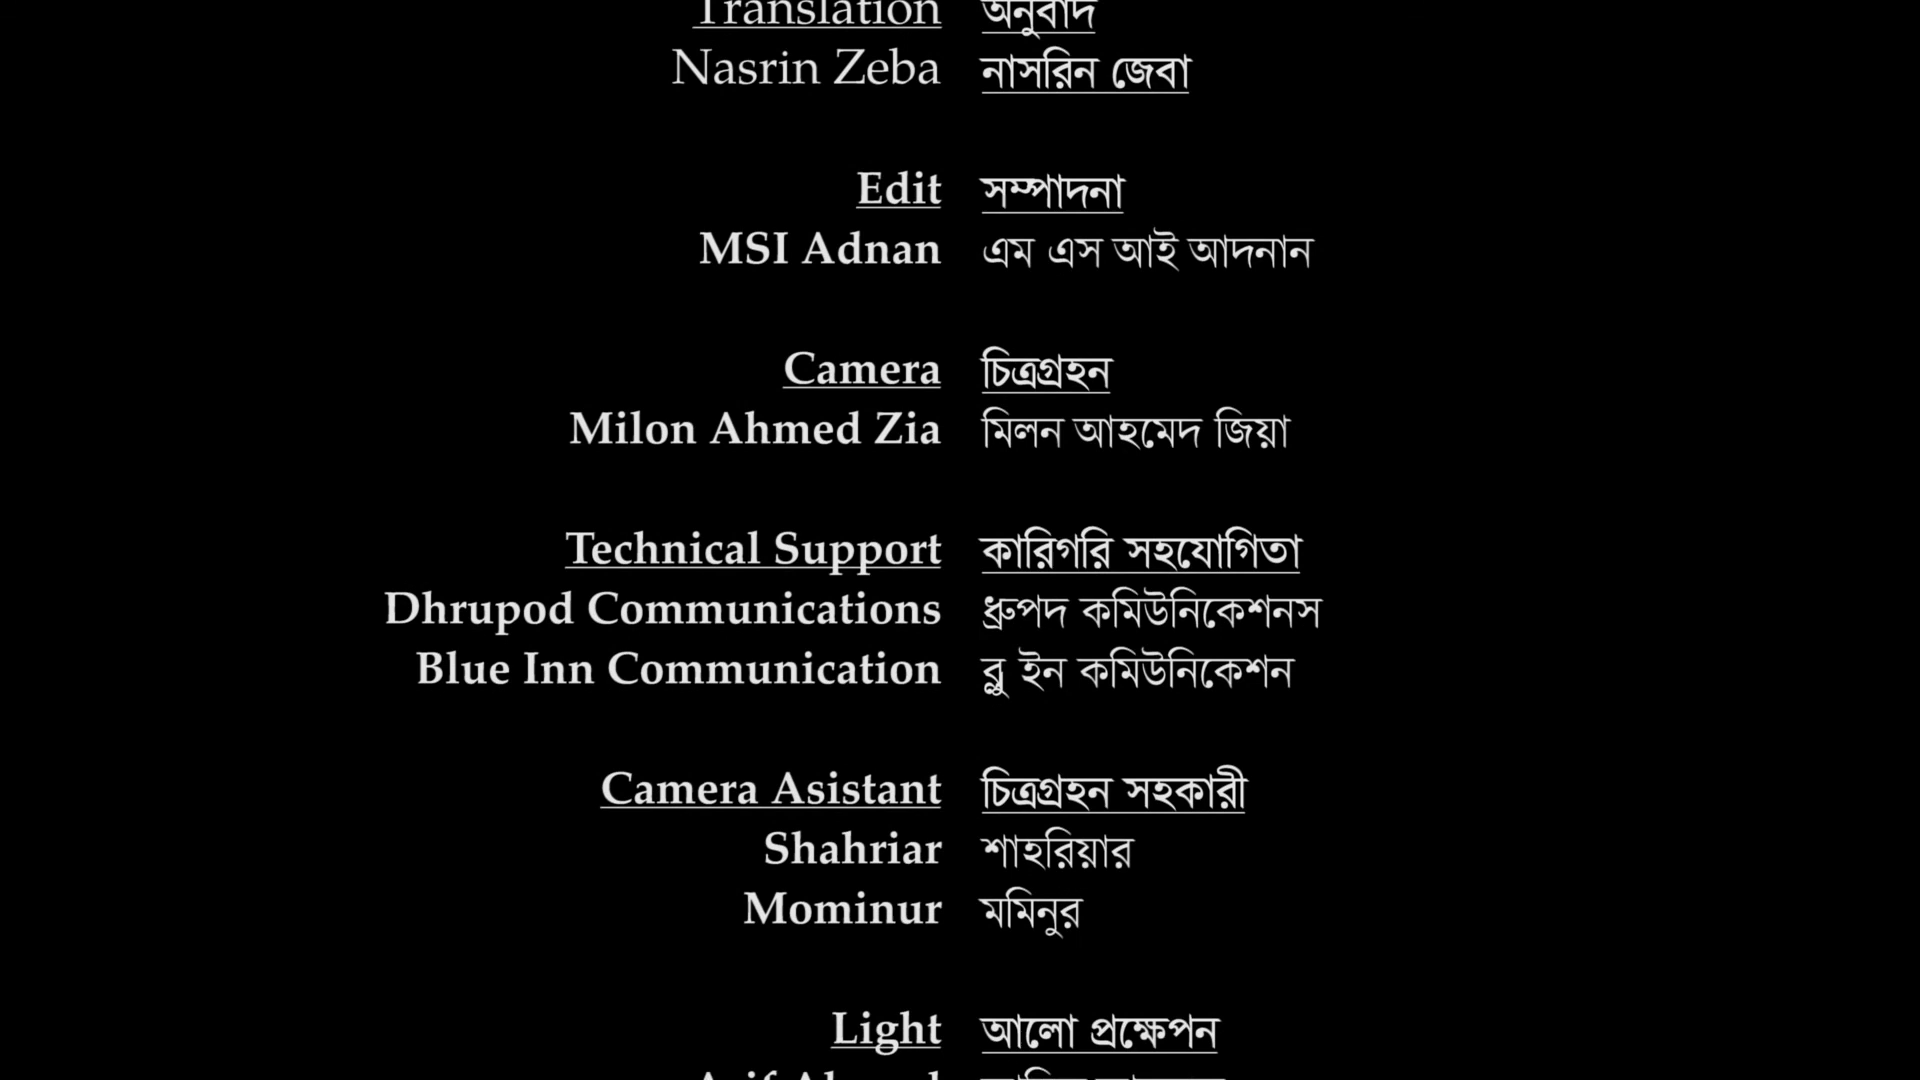 Translation অনুবাদ
Nasrin Zeba নাসরিন জেবা
Edit সম্পাদনা
MSI Adnan এম এস আই আদনান
Camera চিত্রগ্রহন
Milon Ahmed Zia মিলন আহমেদ জিয়া
Technical Support কারিগরি সহযোগিতা
Dhrupod Communications ধ্রুপদ কমিউনিকেশনস
Blue Inn Communication ব্লু ইন কমিউনিকেশন
Camera Asistant চিত্রগ্রহন সহকারী
Shahriar শাহরিয়ার
Mominur মমিনুর
Light আলো প্রক্ষেপন